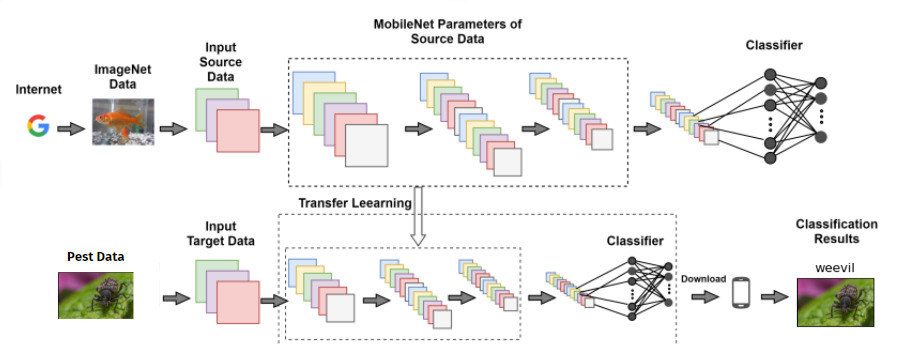 MobileNet Parameters of
Source Data
Classifier
Input
Source
Data
ImageNet
Data
Internet
Transfer Leearning
Input
Target Data
Classifier
Classification
Results
Pest Data
weevil
Download